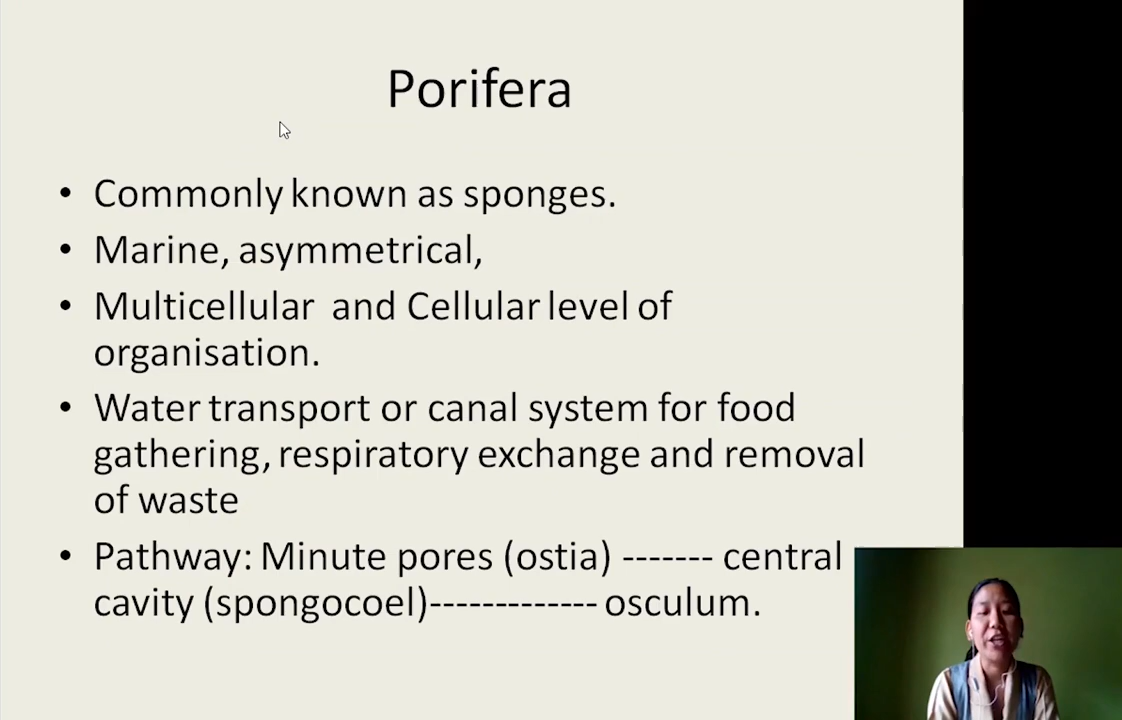 Porifera
• Commonly known as sponges.
• Marine, asymmetrical,
• Multicellular and Cellular level of
organisation.
• Water transport or canal system for food
gathering, respiratory exchange and removal
of waste
• Pathway: Minute pores (ostia) ------- central
cavity (spongocoel)------------- osculum.